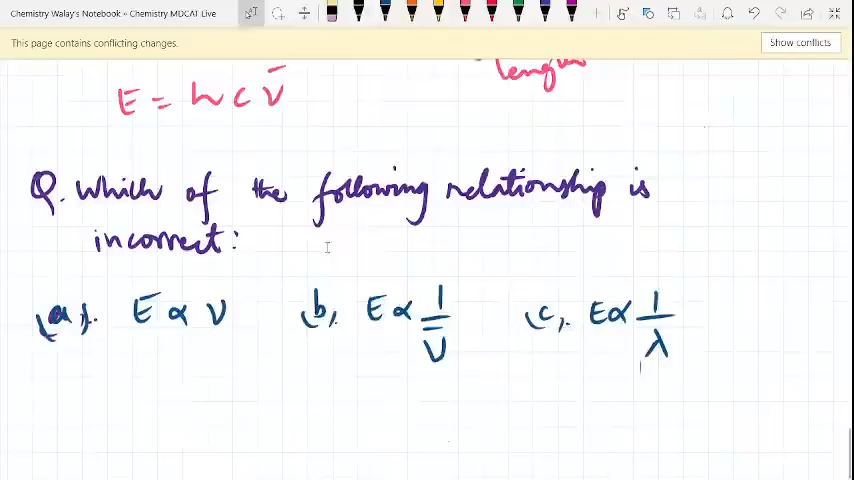 Chemistry Walay's Notebook » Chemistry MDCAT Live
This page contains conflicting changes.
Show conflicts
length
E = h c ν̄
Q. Which of the following relationship is
incorrect:
(a). E ∝ ν (b). E ∝ 1/ν̄ (c). E ∝ 1/λ